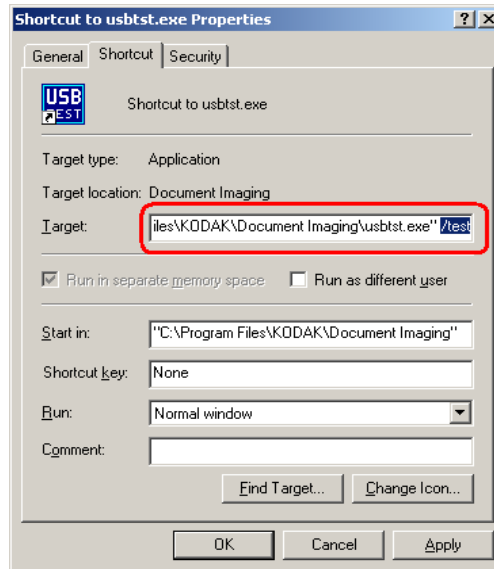 Shortcut to usbtst.exe Properties
General Shortcut Security
USB
TEST
Shortcut to usbtst.exe
Target type: Application
Target location: Document Imaging
Target: iles\KODAK\Document Imaging\usbtst.exe" /test
Run in separate memory space Run as different user
Start in: "C:\Program Files\KODAK\Document Imaging"
Shortcut key: None
Run: Normal window
Comment:
Find Target... Change Icon...
OK Cancel Apply